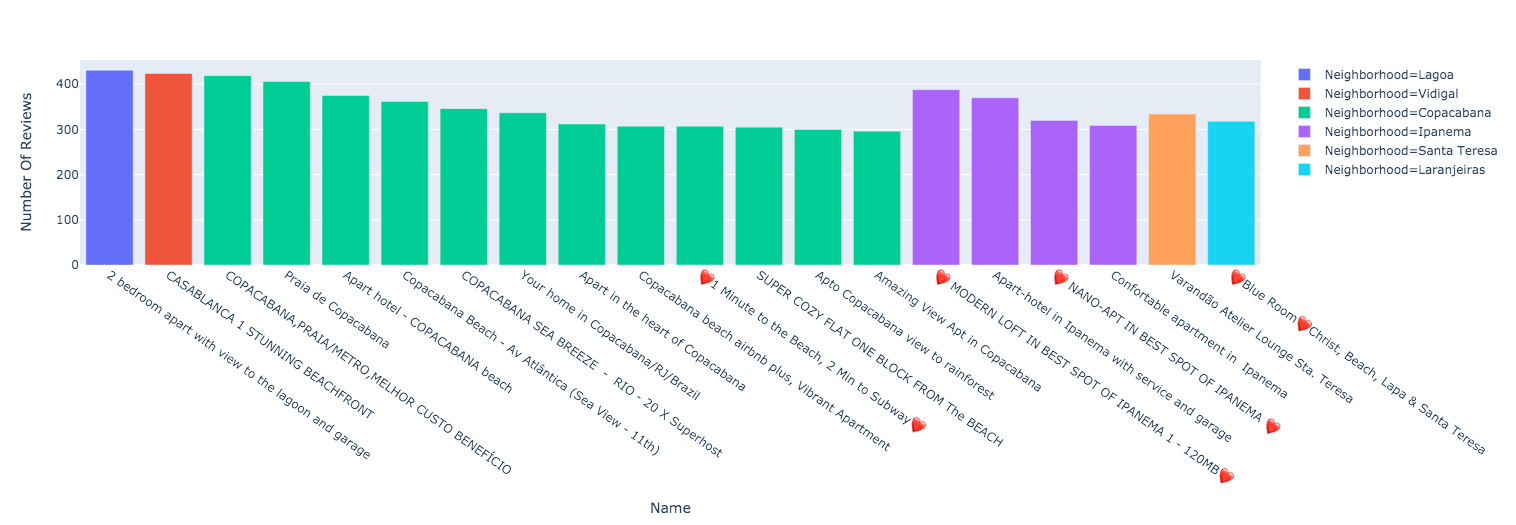 Number Of Reviews
400
300
200
100
0
2 bedroom apart with view to the lagoon and garage
CASABLANCA 1 STUNNING BEACHFRONT
COPACABANA,PRAIA/METRO,MELHOR CUSTO BENEFÍCIO
Praia de Copacabana
Apart hotel - COPACABANA beach
Copacabana Beach - Av Atlântica (Sea View - 11th)
COPACABANA SEA BREEZE - RIO - 20 X Superhost
Your home in Copacabana/RJ/Brazil
Apart in the heart of Copacabana
Copacabana beach airbnb plus, Vibrant Apartment
❤️1 Minute to the Beach, 2 Min to Subway❤️
SUPER COZY FLAT ONE BLOCK FROM The BEACH
Apto Copacabana view to rainforest
Amazing View Apt in Copacabana
❤️ MODERN LOFT IN BEST SPOT OF IPANEMA 1 - 120MB❤️
Apart-hotel in Ipanema with service and garage
❤️ NANO-APT IN BEST SPOT OF IPANEMA ❤️
Confortable apartment in Ipanema
Varandão Atelier Lounge Sta. Teresa
❤️Blue Room❤️Christ, Beach, Lapa & Santa Teresa
Name
Neighborhood=Lagoa
Neighborhood=Vidigal
Neighborhood=Copacabana
Neighborhood=Ipanema
Neighborhood=Santa Teresa
Neighborhood=Laranjeiras